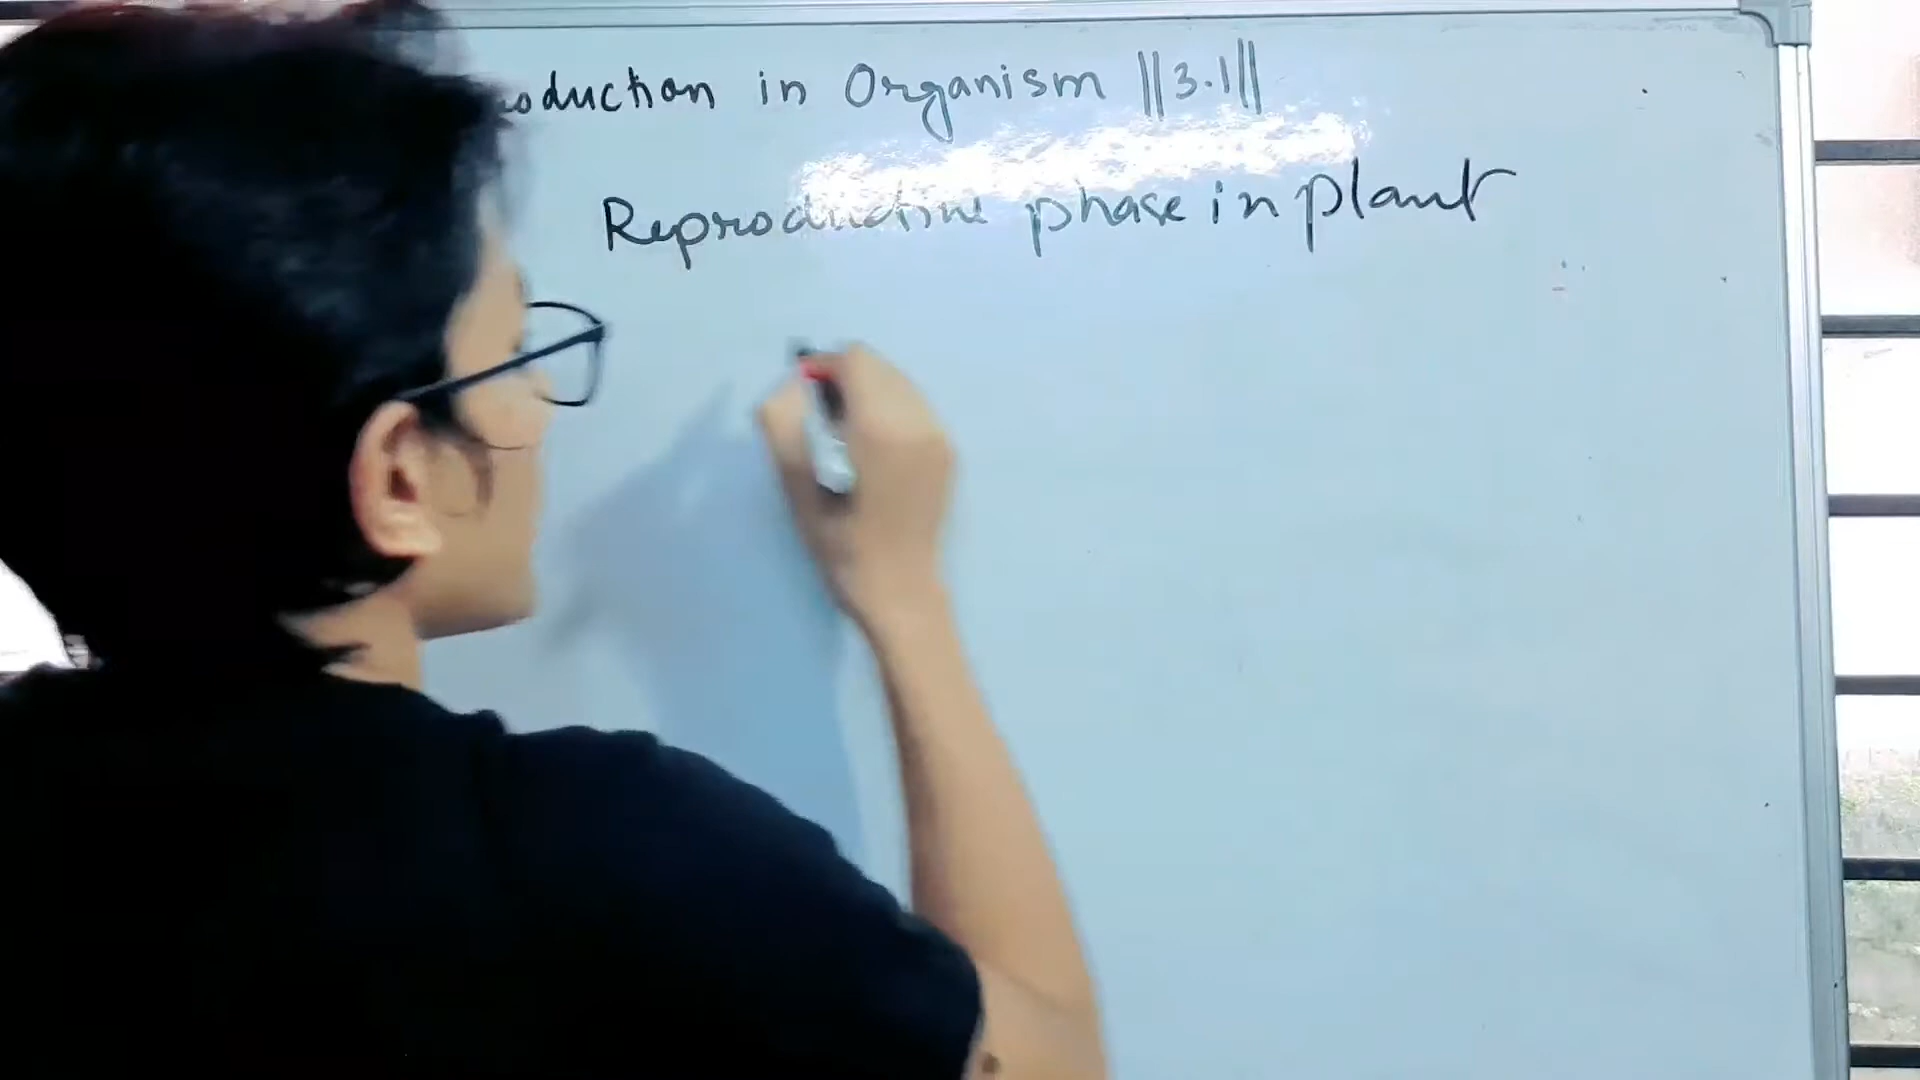 oduction in Organism ||3.1||
Reproductive phase in plant